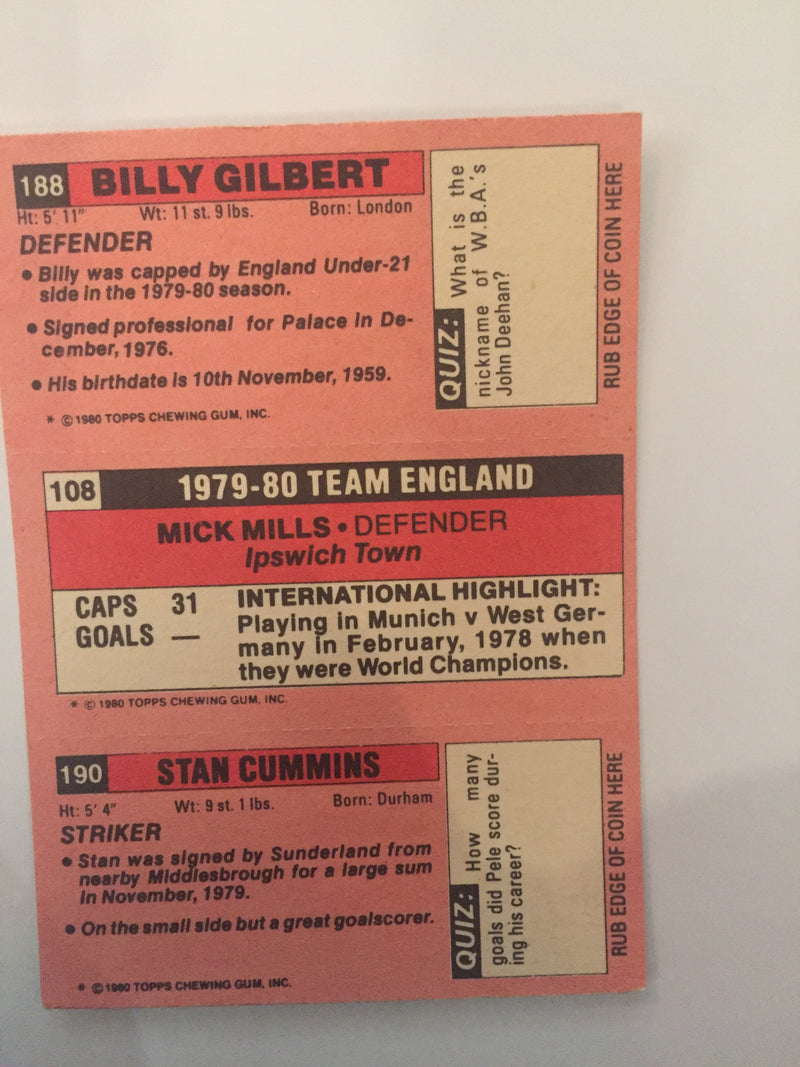 188 BILLY GILBERT
Ht: 5' 11" Wt: 11 st. 9 lbs. Born: London
DEFENDER
• Billy was capped by England Under-21
side in the 1979-80 season.
• Signed professional for Palace in De-
cember, 1976.
• His birthdate is 10th November, 1959.
* © 1980 TOPPS CHEWING GUM, INC.
QUIZ: What is the
nickname of W.B.A.'s
John Deehan?
RUB EDGE OF COIN HERE
108 1979-80 TEAM ENGLAND
MICK MILLS • DEFENDER
Ipswich Town
CAPS 31
GOALS —
INTERNATIONAL HIGHLIGHT:
Playing in Munich v West Ger-
many in February, 1978 when
they were World Champions.
* © 1980 TOPPS CHEWING GUM, INC
190 STAN CUMMINS
Ht: 5' 4" Wt: 9 st. 1 lbs. Born: Durham
STRIKER
• Stan was signed by Sunderland from
nearby Middlesbrough for a large sum
in November, 1979.
• On the small side but a great goalscorer.
* © 1980 TOPPS CHEWING GUM, INC.
QUIZ: How many
goals did Pele score dur-
ing his career?
RUB EDGE OF COIN HERE